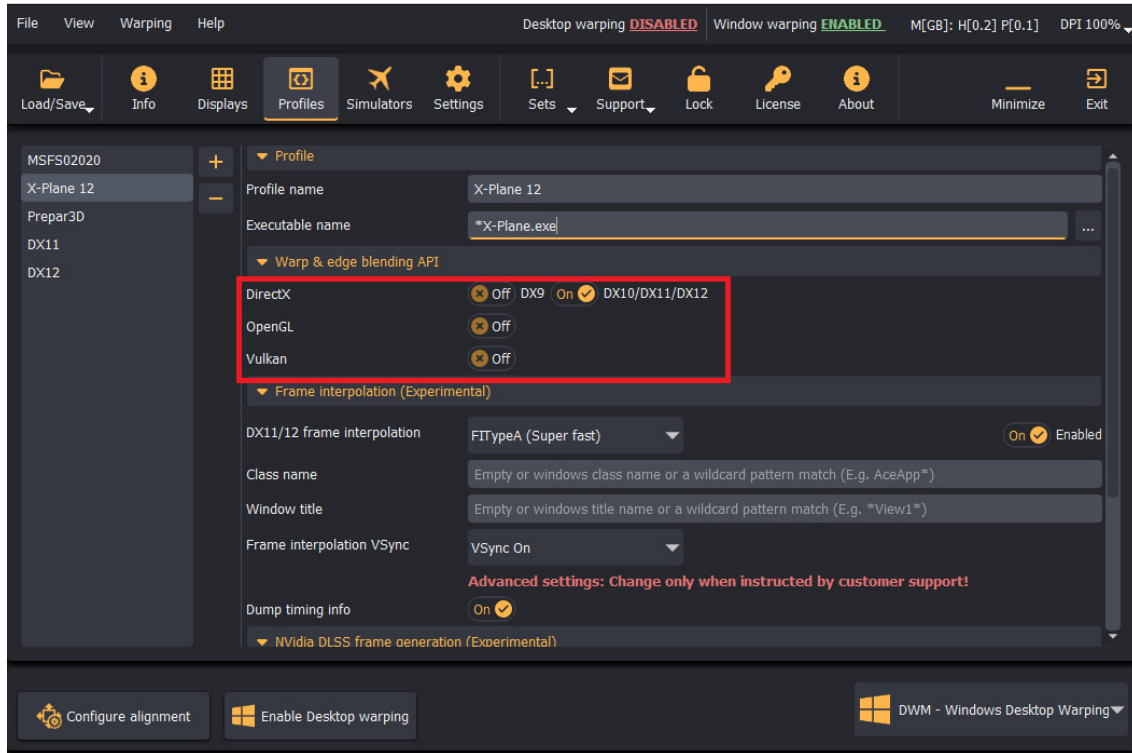 File View Warping Help Desktop warping DISABLED Window warping ENABLED M[GB]: H[0.2] P[0.1] DPI 100%
Load/Save Info Displays Profiles Simulators Settings [...] Sets Support Lock License About Minimize Exit
MSFS02020
X-Plane 12
Prepar3D
DX11
DX12
+
−
Profile
Profile name X-Plane 12
Executable name *X-Plane.exe ...
Warp & edge blending API
DirectX Off DX9 On DX10/DX11/DX12
OpenGL Off
Vulkan Off
Frame interpolation (Experimental)
DX11/12 frame interpolation FITypeA (Super fast) On Enabled
Class name Empty or windows class name or a wildcard pattern match (E.g. AceApp*)
Window title Empty or windows title name or a wildcard pattern match (E.g. *View1*)
Frame interpolation VSync VSync On
Advanced settings: Change only when instructed by customer support!
Dump timing info On
NVidia DLSS frame generation (Experimental)
Configure alignment Enable Desktop warping DWM - Windows Desktop Warping